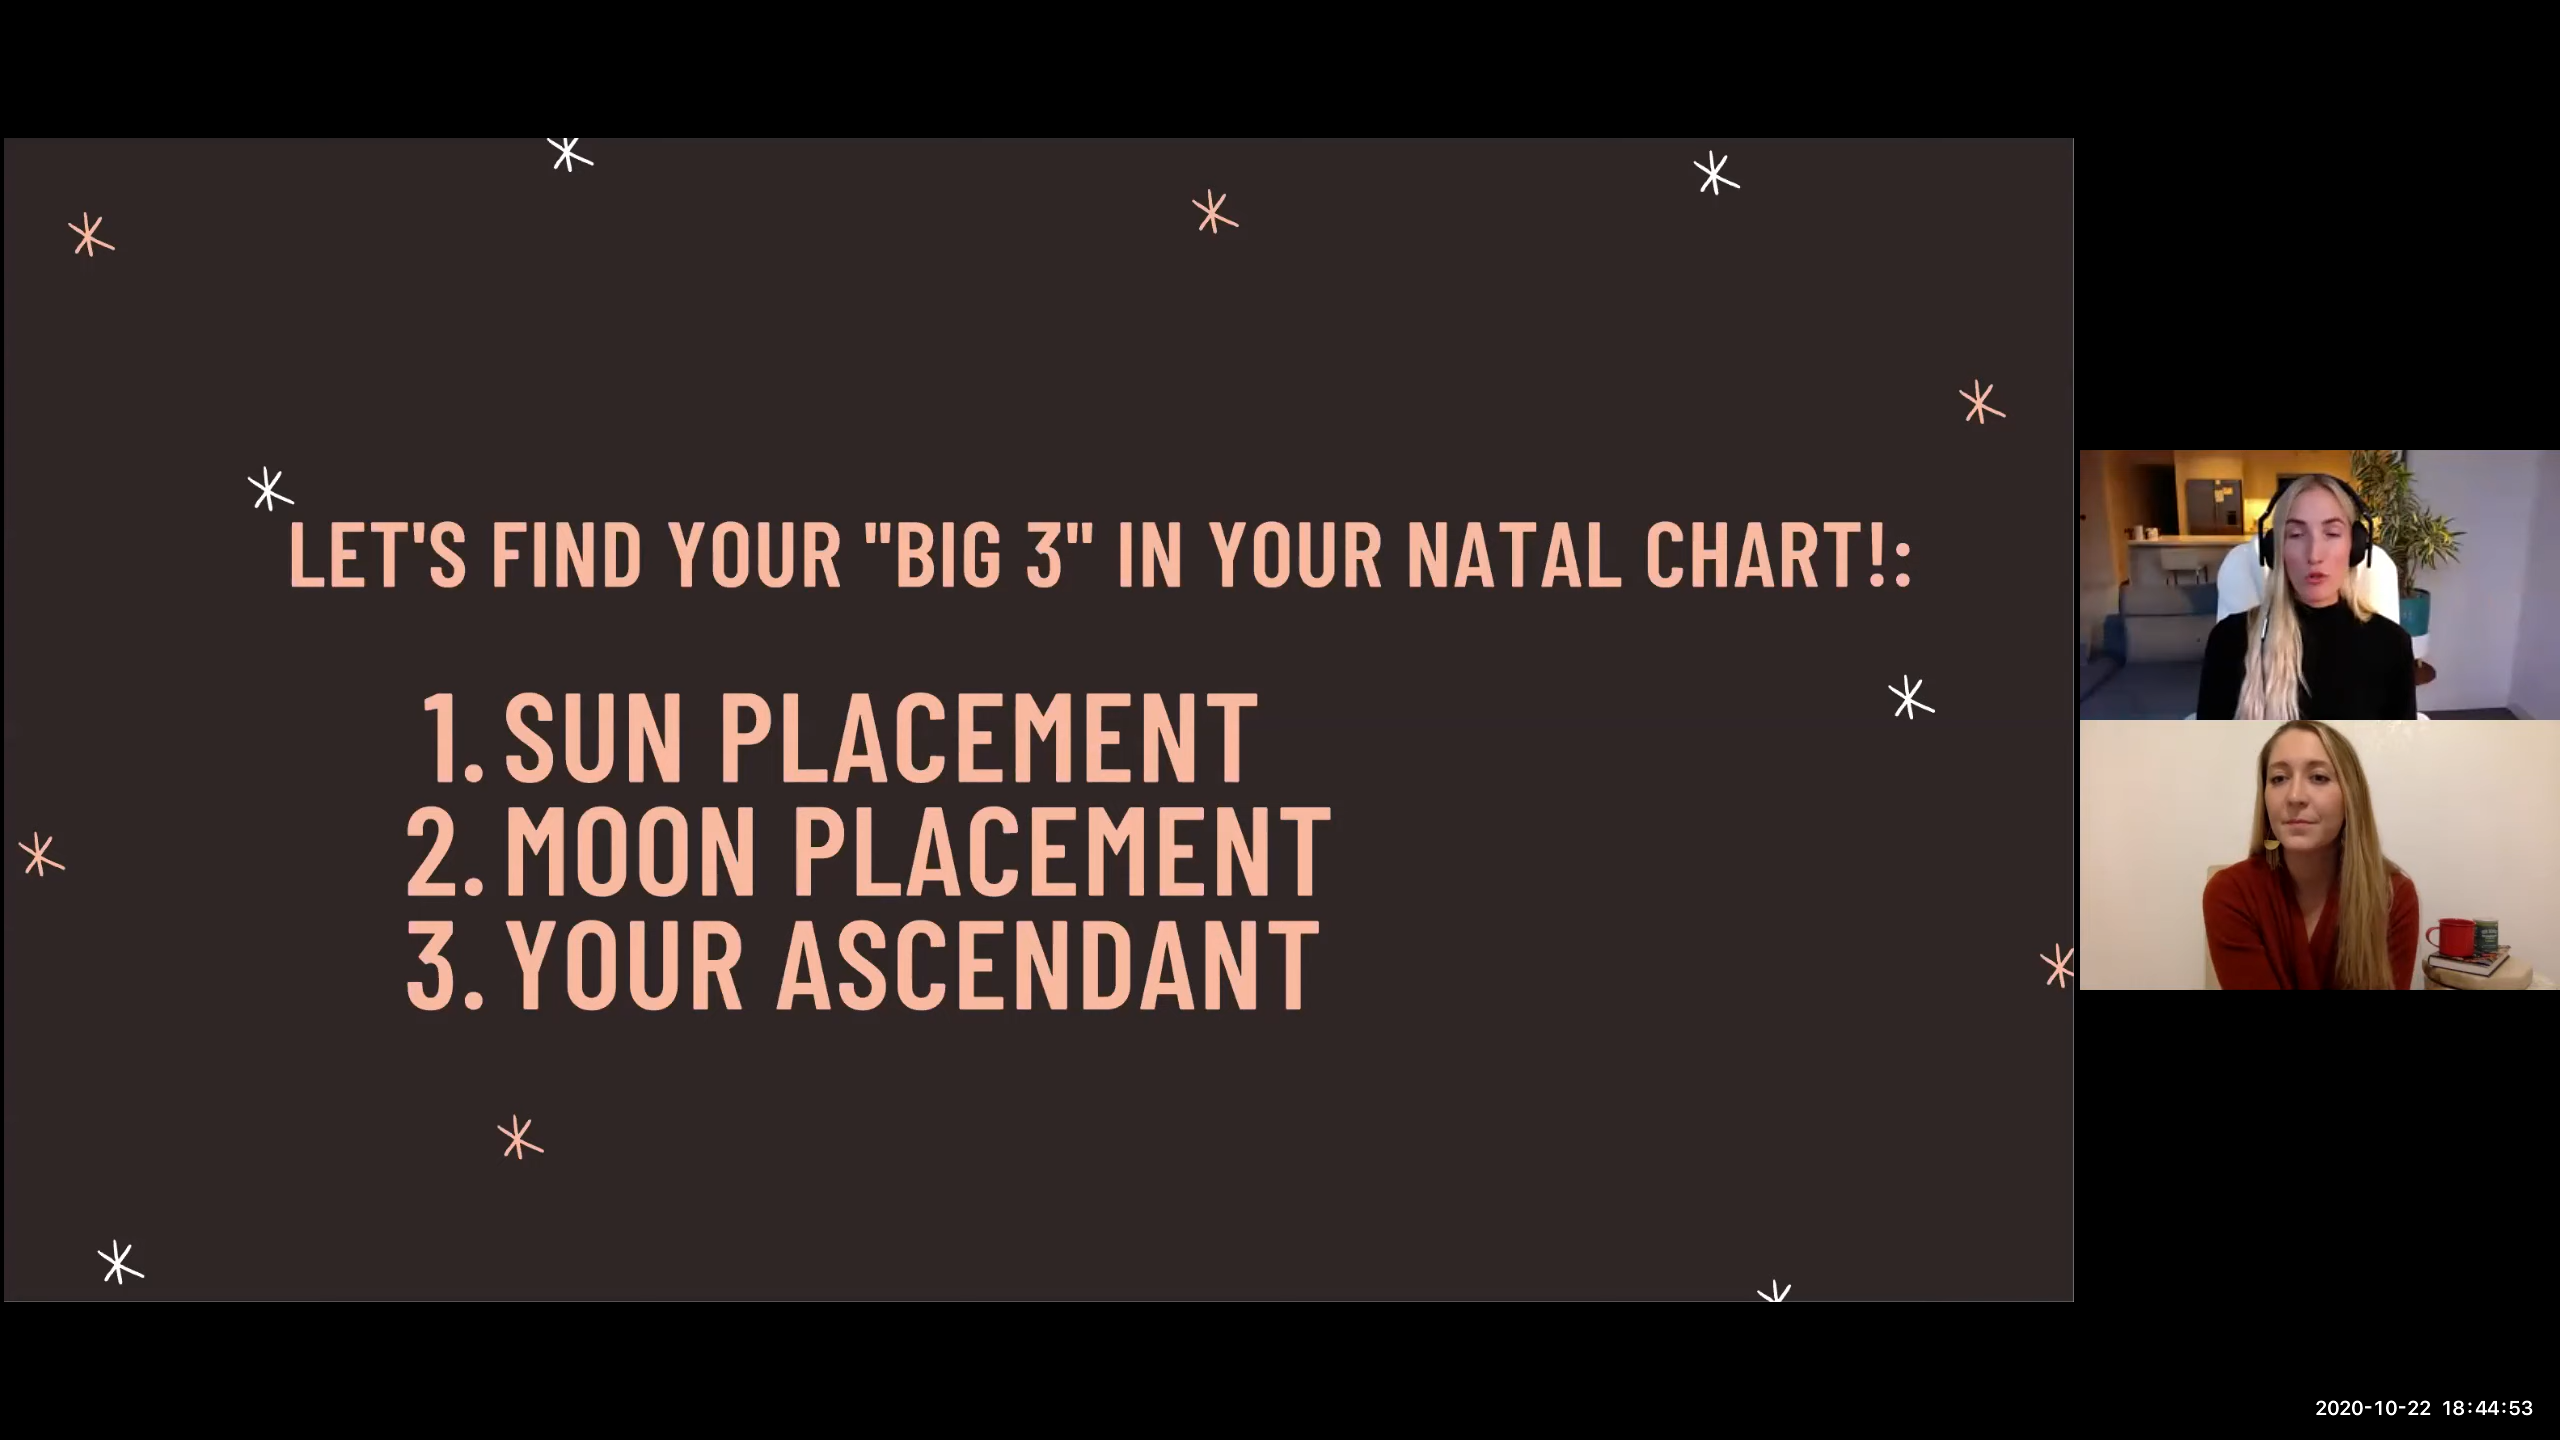 LET'S FIND YOUR "BIG 3" IN YOUR NATAL CHART!:
1. SUN PLACEMENT
2. MOON PLACEMENT
3. YOUR ASCENDANT
2020-10-22 18:44:53